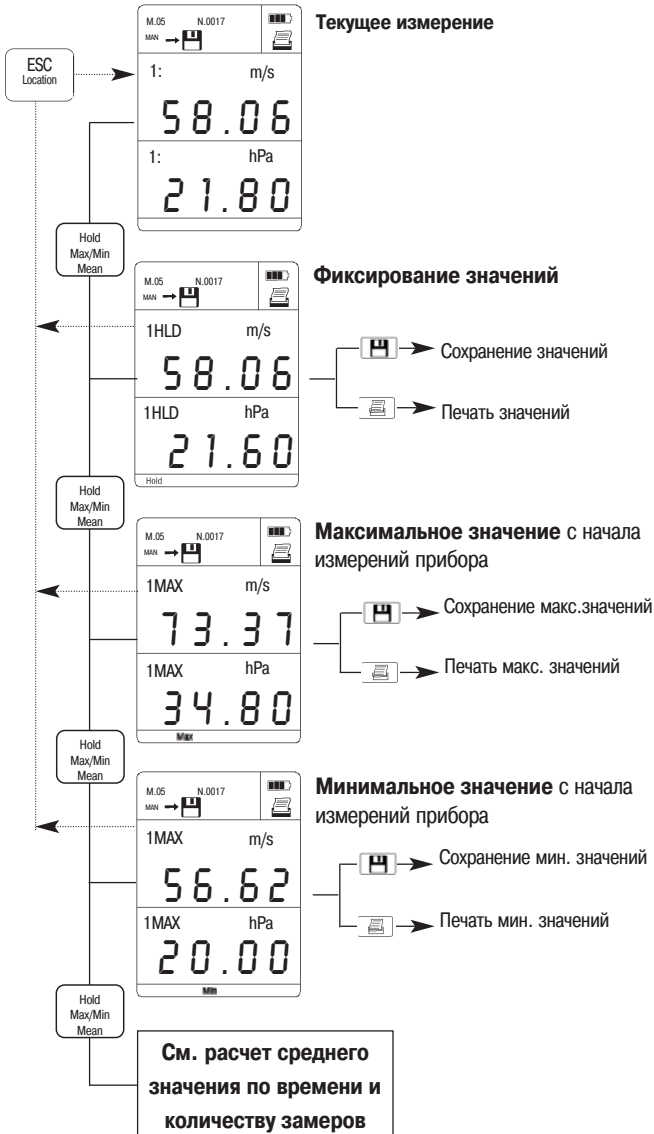 M.05 N.0017
MAN
Текущее измерение
ESC
Location
1: m/s
58.06
1: hPa
21.80
Hold
Max/Min
Mean
M.05 N.0017
MAN
Фиксирование значений
1HLD m/s
58.06
1HLD hPa
21.60
Hold
Сохранение значений
Печать значений
Hold
Max/Min
Mean
M.05 N.0017
MAN
Максимальное значение с начала
измерений прибора
1MAX m/s
73.37
1MAX hPa
34.80
Max
Сохранение макс.значений
Печать макс. значений
Hold
Max/Min
Mean
M.05 N.0017
MAN
Минимальное значение с начала
измерений прибора
1MAX m/s
56.62
1MAX hPa
20.00
Min
Сохранение мин. значений
Печать мин. значений
Hold
Max/Min
Mean
См. расчет среднего
значения по времени и
количеству замеров